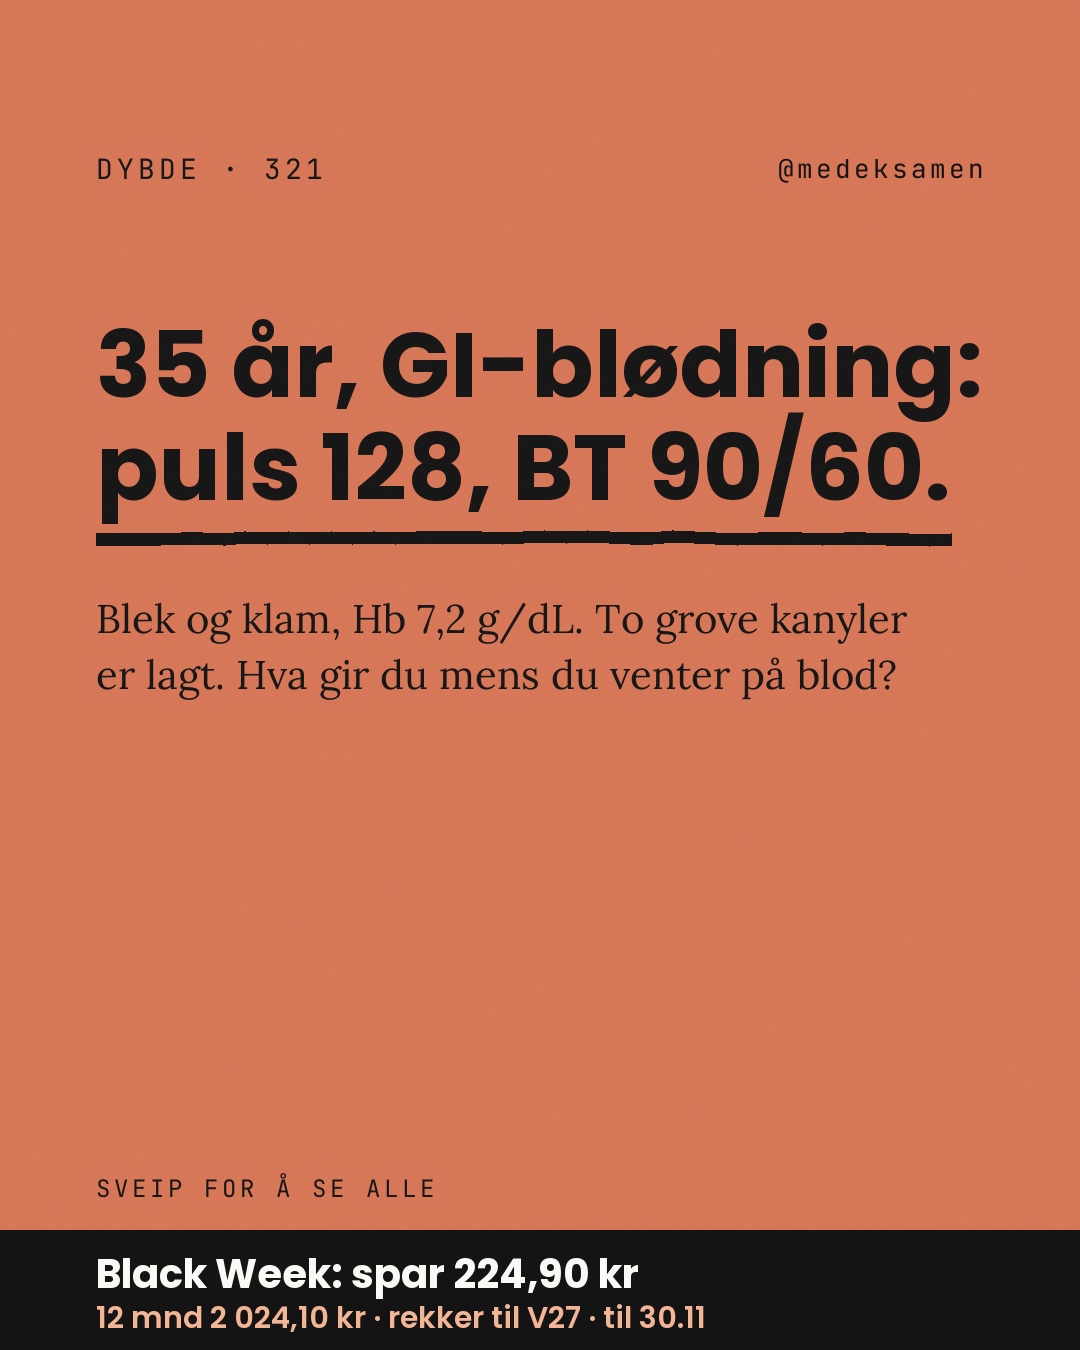 DYBDE · 321
@medeksamen
35 år, GI-blødning:
puls 128, BT 90/60.
Blek og klam, Hb 7,2 g/dL. To grove kanyler
er lagt. Hva gir du mens du venter på blod?
SVEIP FOR Å SE ALLE
Black Week: spar 224,90 kr
12 mnd 2 024,10 kr · rekker til V27 · til 30.11